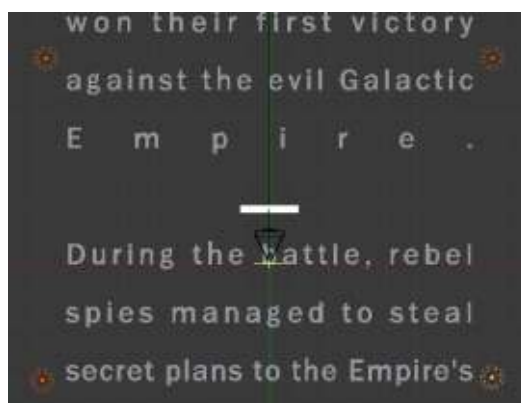 won their first victory
against the evil Galactic
Empire.
During the battle, rebel
spies managed to steal
secret plans to the Empire's